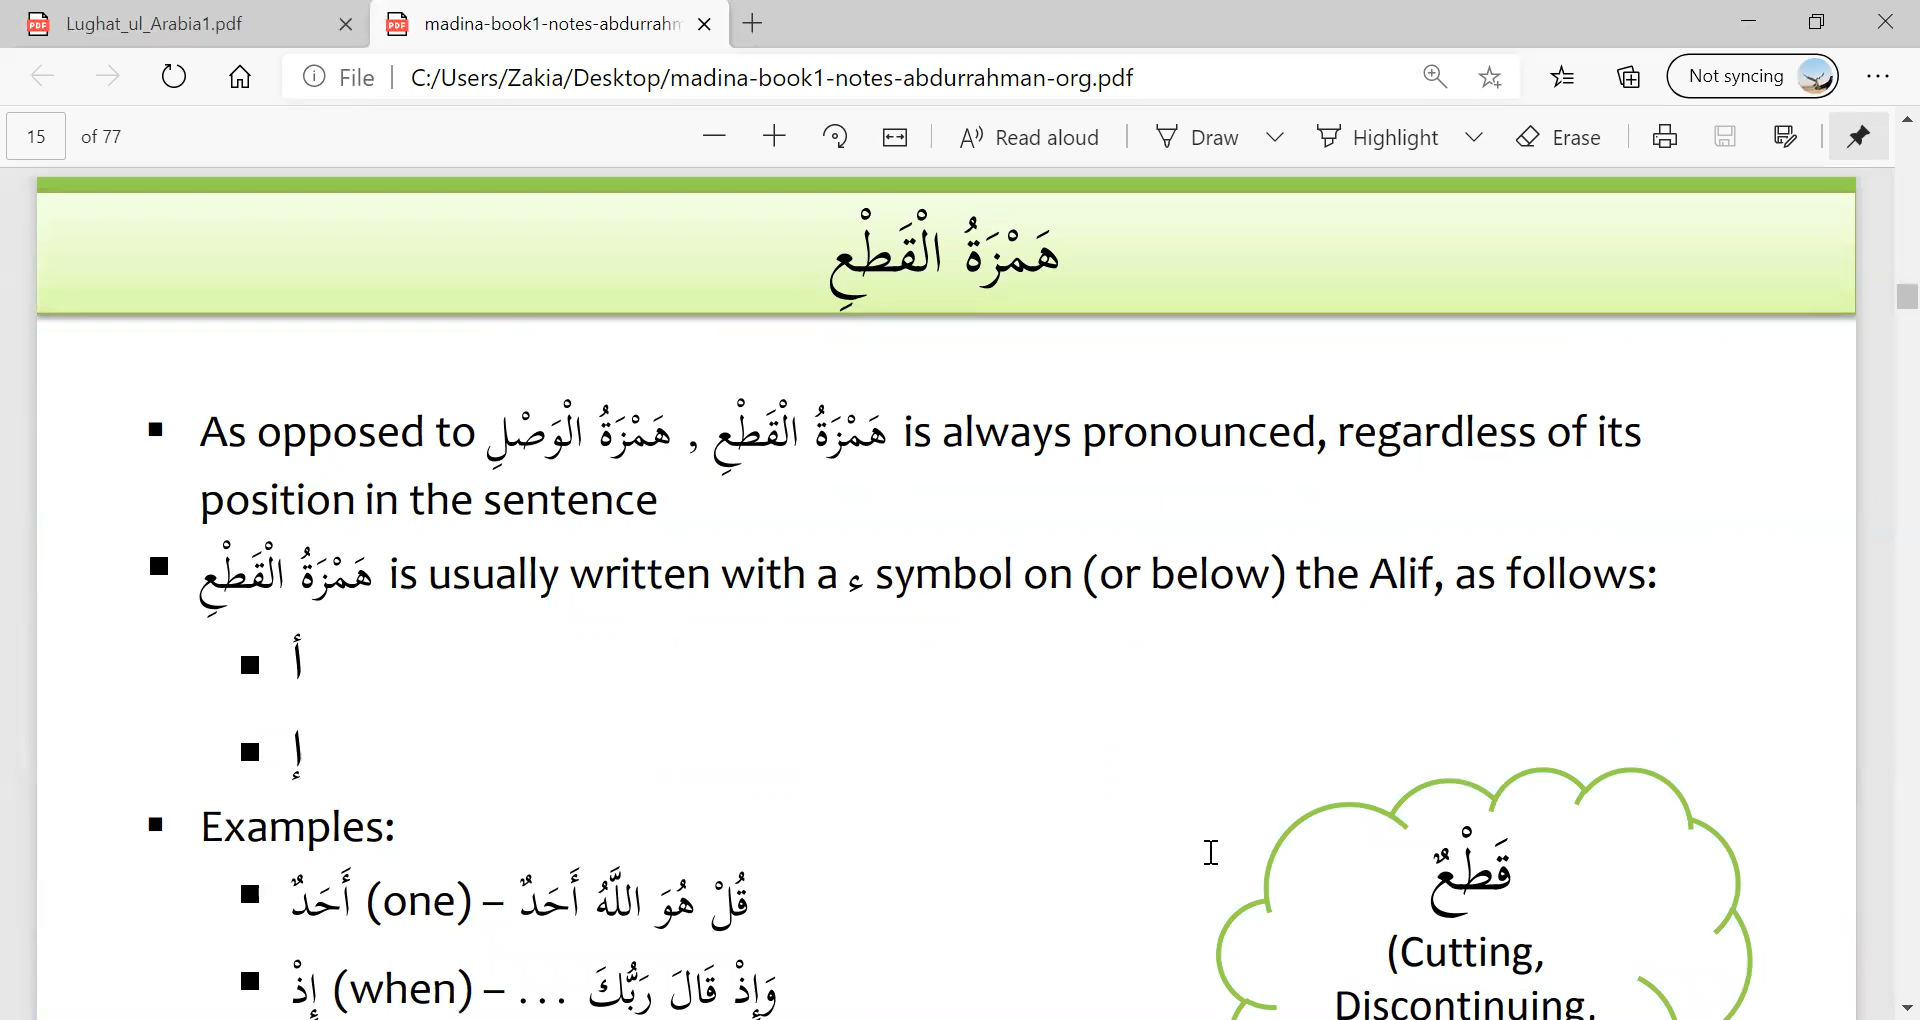 Lughat_ul_Arabia1.pdf
madina-book1-notes-abdurrahm
File
C:/Users/Zakia/Desktop/madina-book1-notes-abdurrahman-org.pdf
Not syncing
15 of 77
Read aloud
Draw
Highlight
Erase
هَمْزَةُ الْقَطْعِ
As opposed to هَمْزَةُ الْوَصْلِ , هَمْزَةُ الْقَطْعِ is always pronounced, regardless of its
position in the sentence
هَمْزَةُ الْقَطْعِ is usually written with a ء symbol on (or below) the Alif, as follows:
أ
إ
Examples:
أَحَدٌ (one) – قُلْ هُوَ اللَّهُ أَحَدٌ
إِذْ (when) – وَإِذْ قَالَ رَبُّكَ ...
قَطْعٌ
(Cutting,
Discontinuing,